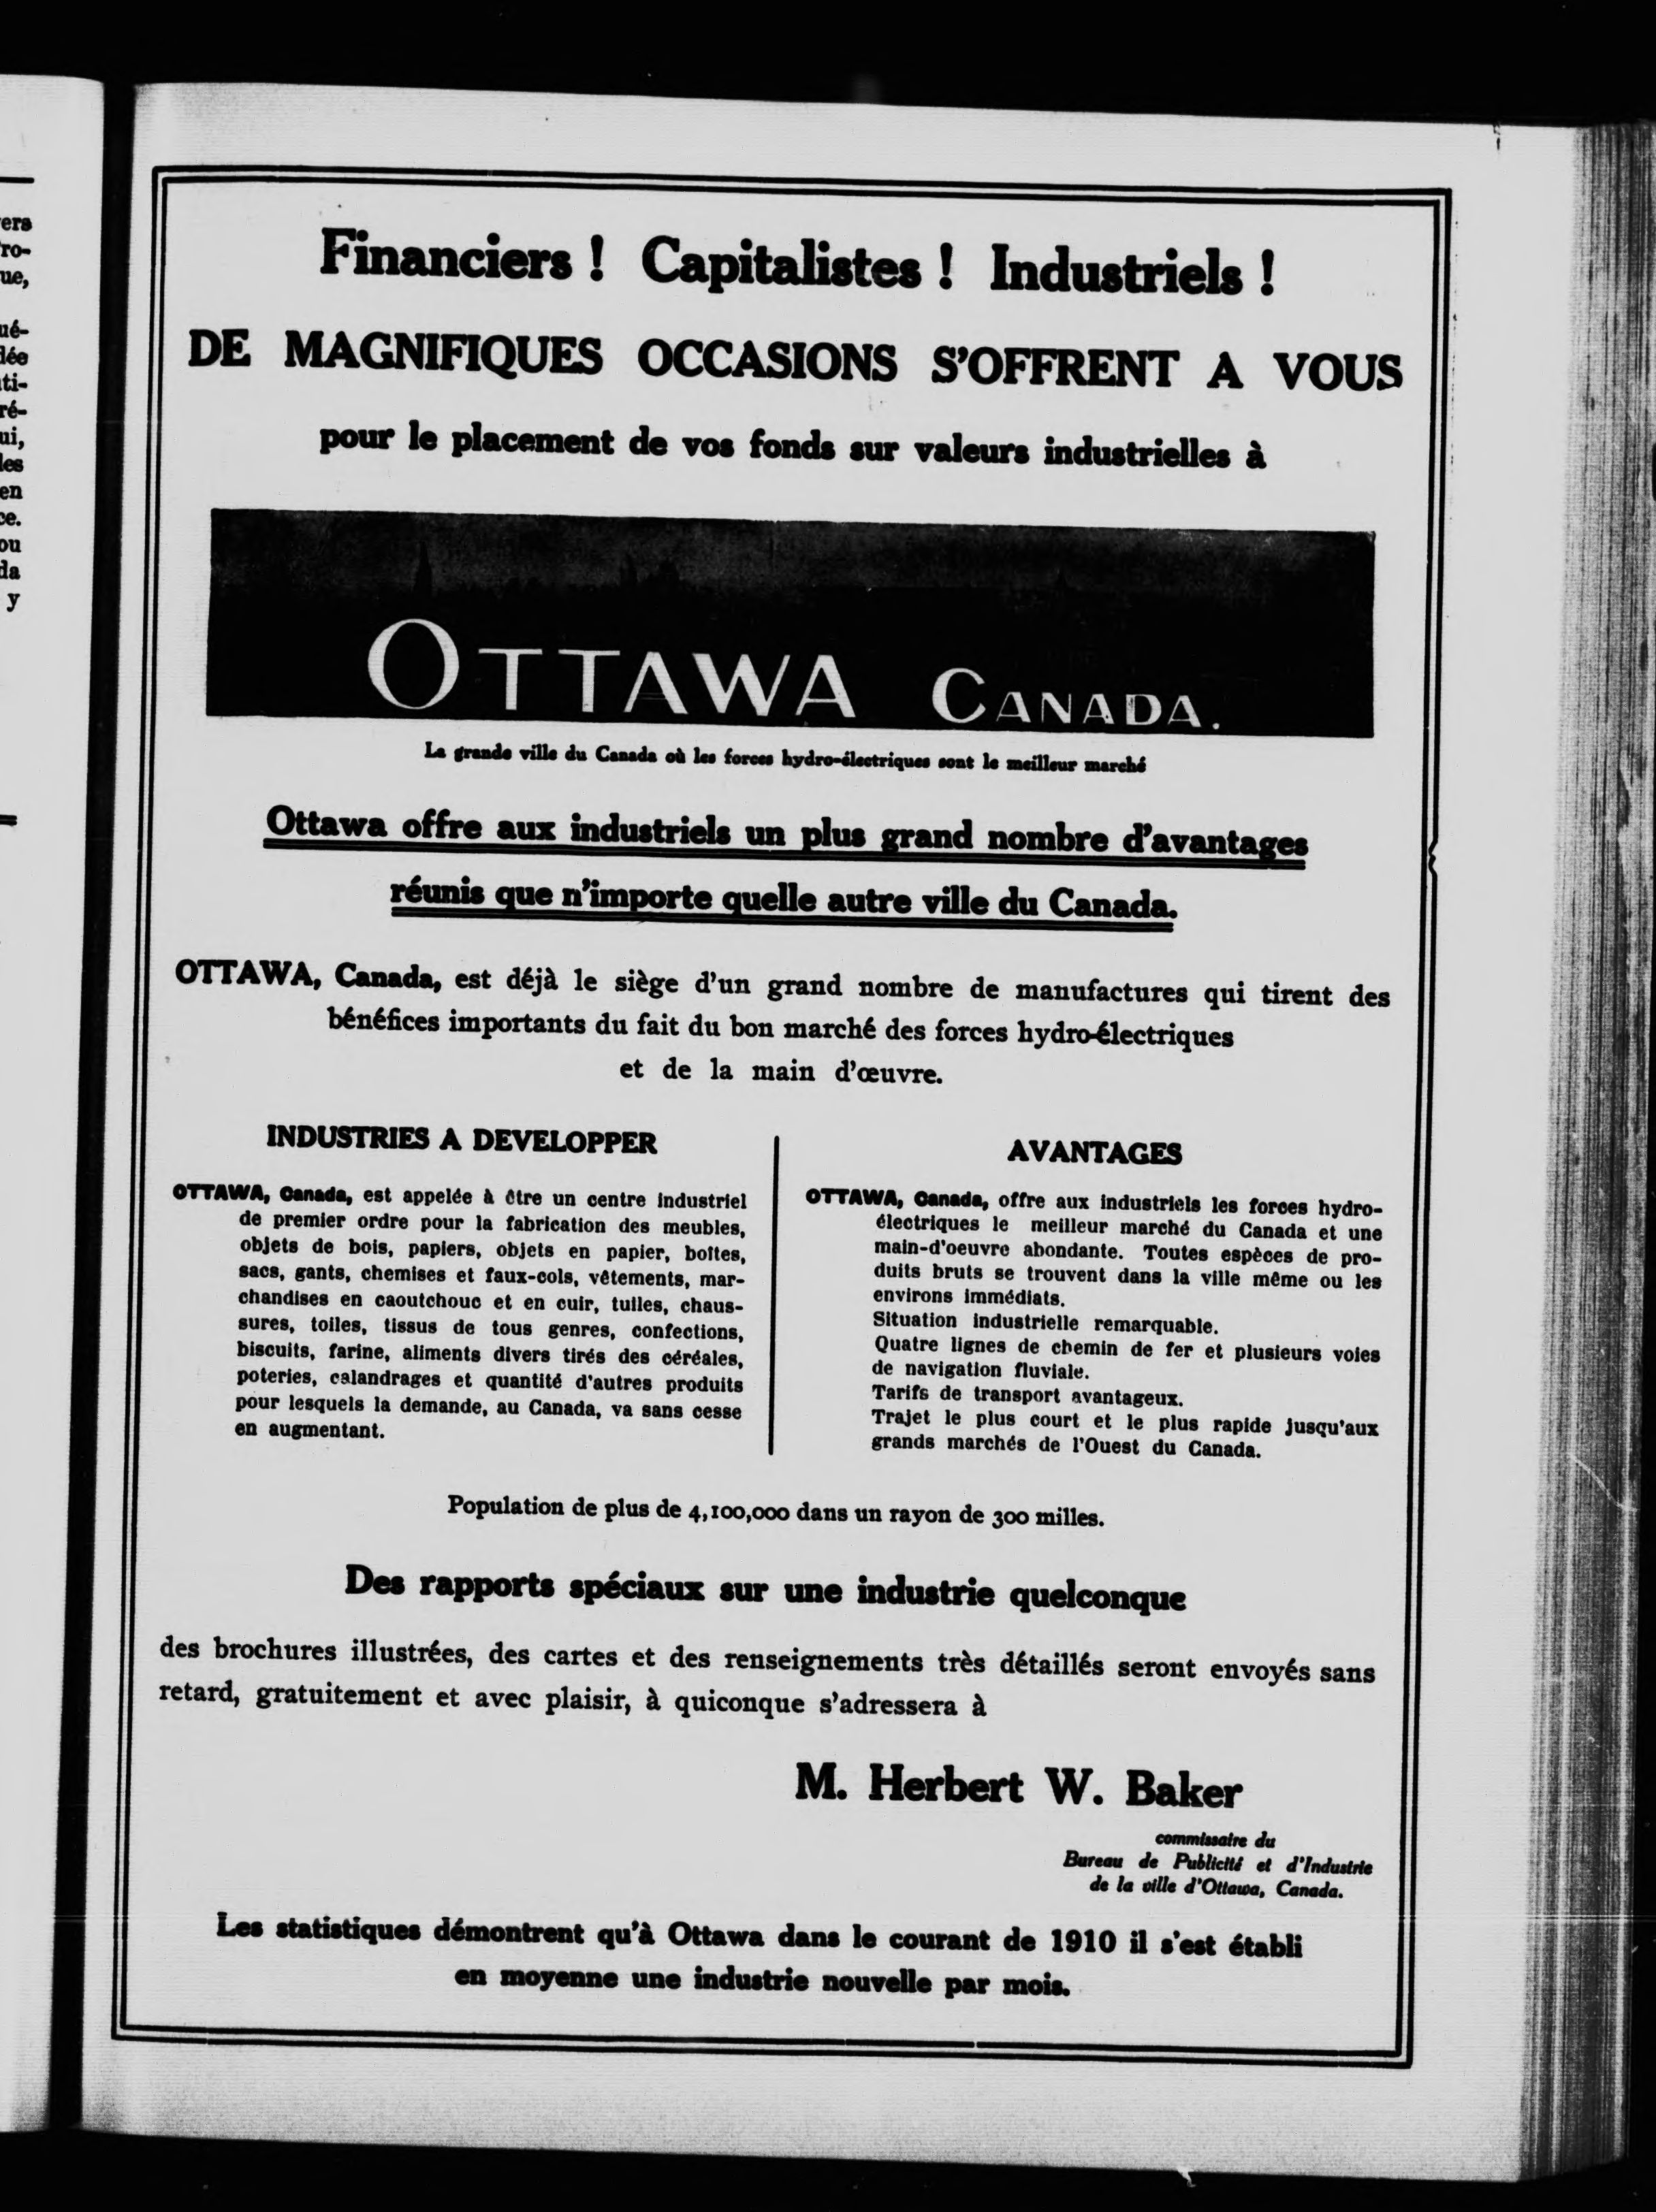 ers
ro-
ue,
ué-
dée
ti-
ré-
ui,
les
en
ce.
ou
da
y
Financiers ! Capitalistes ! Industriels !
DE MAGNIFIQUES OCCASIONS S'OFFRENT A VOUS
pour le placement de vos fonds sur valeurs industrielles à
OTTAWA CANADA.
La grande ville du Canada où les forces hydro-électriques sont le meilleur marché
Ottawa offre aux industriels un plus grand nombre d'avantages
réunis que n'importe quelle autre ville du Canada.
OTTAWA, Canada, est déjà le siège d'un grand nombre de manufactures qui tirent des
bénéfices importants du fait du bon marché des forces hydro-électriques
et de la main d'œuvre.
INDUSTRIES A DEVELOPPER
OTTAWA, Canada, est appelée à être un centre industriel
de premier ordre pour la fabrication des meubles,
objets de bois, papiers, objets en papier, boîtes,
sacs, gants, chemises et faux-cols, vêtements, mar-
chandises en caoutchouc et en cuir, tuiles, chaus-
sures, toiles, tissus de tous genres, confections,
biscuits, farine, aliments divers tirés des céréales,
poteries, calandrages et quantité d'autres produits
pour lesquels la demande, au Canada, va sans cesse
en augmentant.
AVANTAGES
OTTAWA, Canada, offre aux industriels les forces hydro-
électriques le meilleur marché du Canada et une
main-d'oeuvre abondante. Toutes espèces de pro-
duits bruts se trouvent dans la ville même ou les
environs immédiats.
Situation industrielle remarquable.
Quatre lignes de chemin de fer et plusieurs voies
de navigation fluviale.
Tarifs de transport avantageux.
Trajet le plus court et le plus rapide jusqu'aux
grands marchés de l'Ouest du Canada.
Population de plus de 4,100,000 dans un rayon de 300 milles.
Des rapports spéciaux sur une industrie quelconque
des brochures illustrées, des cartes et des renseignements très détaillés seront envoyés sans
retard, gratuitement et avec plaisir, à quiconque s'adressera à
M. Herbert W. Baker
commissaire du
Bureau de Publicité et d'Industrie
de la ville d'Ottawa, Canada.
Les statistiques démontrent qu'à Ottawa dans le courant de 1910 il s'est établi
en moyenne une industrie nouvelle par mois.